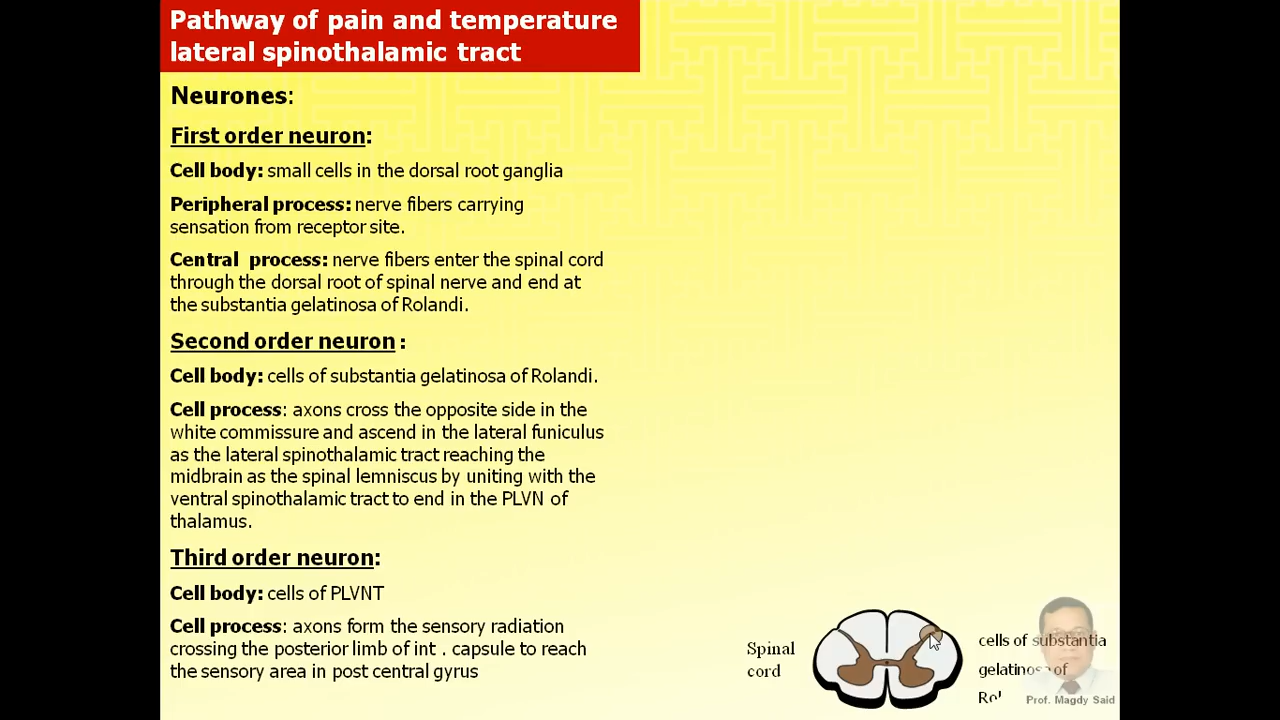 Pathway of pain and temperature
lateral spinothalamic tract
Neurones:
First order neuron:
Cell body: small cells in the dorsal root ganglia
Peripheral process: nerve fibers carrying
sensation from receptor site.
Central process: nerve fibers enter the spinal cord
through the dorsal root of spinal nerve and end at
the substantia gelatinosa of Rolandi.
Second order neuron :
Cell body: cells of substantia gelatinosa of Rolandi.
Cell process: axons cross the opposite side in the
white commissure and ascend in the lateral funiculus
as the lateral spinothalamic tract reaching the
midbrain as the spinal lemniscus by uniting with the
ventral spinothalamic tract to end in the PLVN of
thalamus.
Third order neuron:
Cell body: cells of PLVNT
Cell process: axons form the sensory radiation
crossing the posterior limb of int . capsule to reach
the sensory area in post central gyrus
Spinal
cord
cells of substantia
gelatinosa of
Prof. Magdy Said